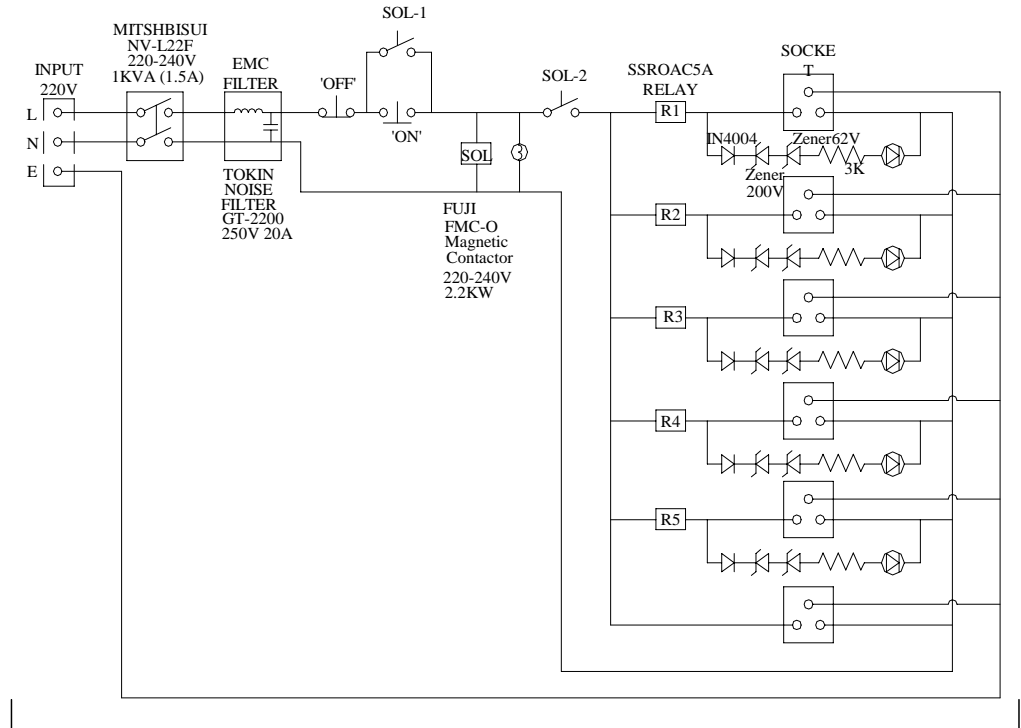 SOL-1
MITSHBISUI
NV-L22F
220-240V
1KVA (1.5A)
INPUT
220V
EMC
FILTER
'OFF'
'ON'
SOL-2
SSROAC5A
RELAY
SOCKE
T
L
N
E
R1
SOL
IN4004
Zener62V
Zener
200V
3K
TOKIN
NOISE
FILTER
GT-2200
250V 20A
FUJI
FMC-O
Magnetic
Contactor
220-240V
2.2KW
R2
R3
R4
R5